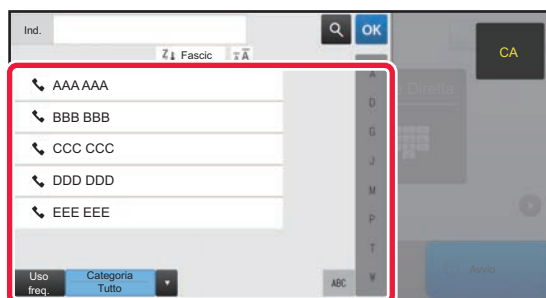 Ind.
OK
CA
Z Fascic A
A
AAA AAA
e Diretta
D
BBB BBB
G
CCC CCC
J
DDD DDD
M
EEE EEE
P
T
Uso freq.
Categoria
Tutto
ABC
W
Avvio